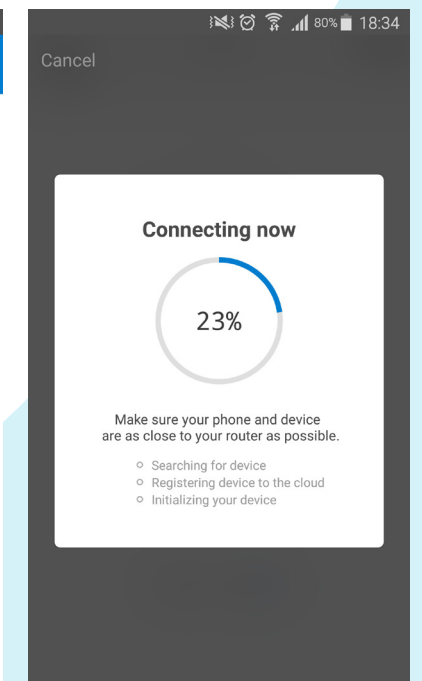 80% 18:34
Cancel
Connecting now
23%
Make sure your phone and device
are as close to your router as possible.
Searching for device
Registering device to the cloud
Initializing your device